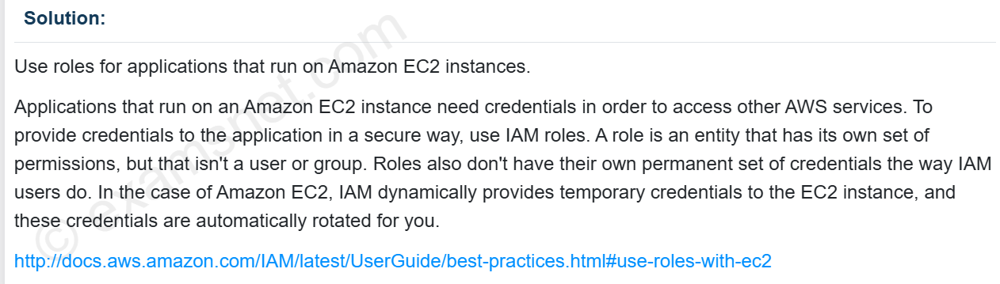 Solution:
Use roles for applications that run on Amazon EC2 instances.
Applications that run on an Amazon EC2 instance need credentials in order to access other AWS services. To
provide credentials to the application in a secure way, use IAM roles. A role is an entity that has its own set of
permissions, but that isn't a user or group. Roles also don't have their own permanent set of credentials the way IAM
users do. In the case of Amazon EC2, IAM dynamically provides temporary credentials to the EC2 instance, and
these credentials are automatically rotated for you.
http://docs.aws.amazon.com/IAM/latest/UserGuide/best-practices.html#use-roles-with-ec2
© examsnet.com